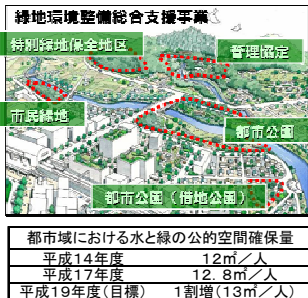 緑地環境整備総合支援事業
特別緑地保全地区
管理協定
市民緑地
都市公園
都市公園(借地公園)
都市域における水と緑の公的空間確保量
平成14年度 12㎡/人
平成17年度 12.8㎡/人
平成19年度(目標) 1割増(13㎡/人)